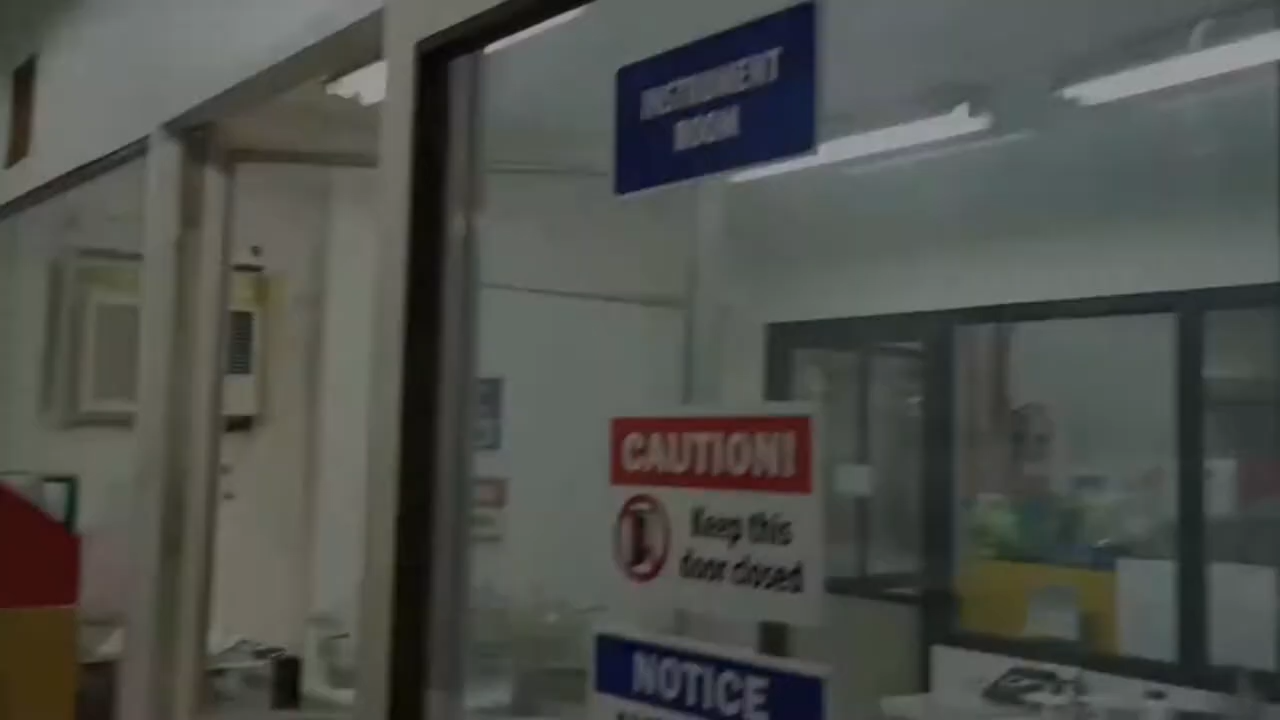 INSTRUMENT
ROOM
CAUTION!
Keep this
door closed
NOTICE